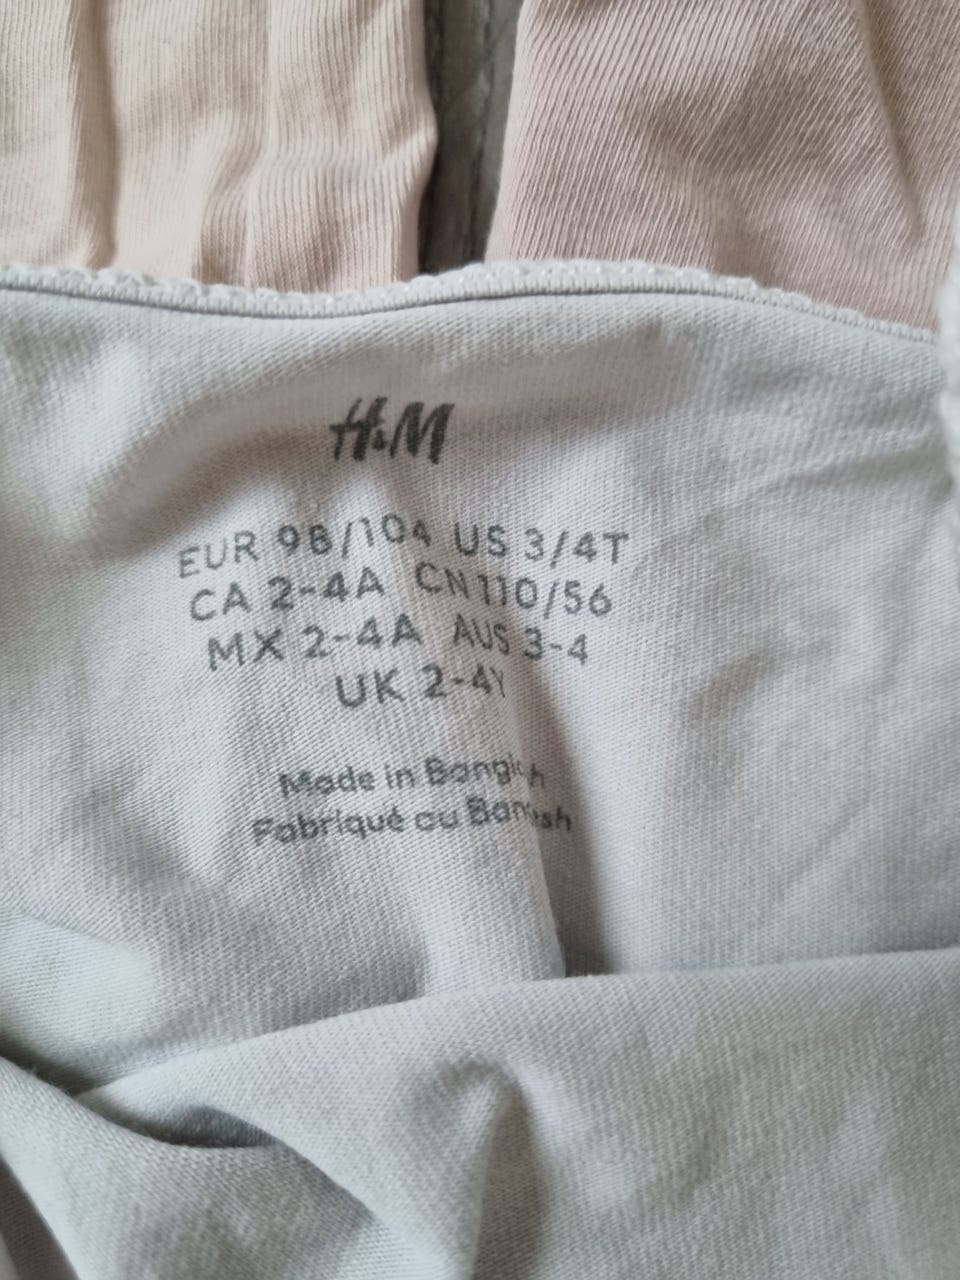 H&M
EUR 98/104 US 3/4T
CA 2-4A CN 110/56
MX 2-4A AUS 3-4
UK 2-4Y
Made in
Fabriqué au